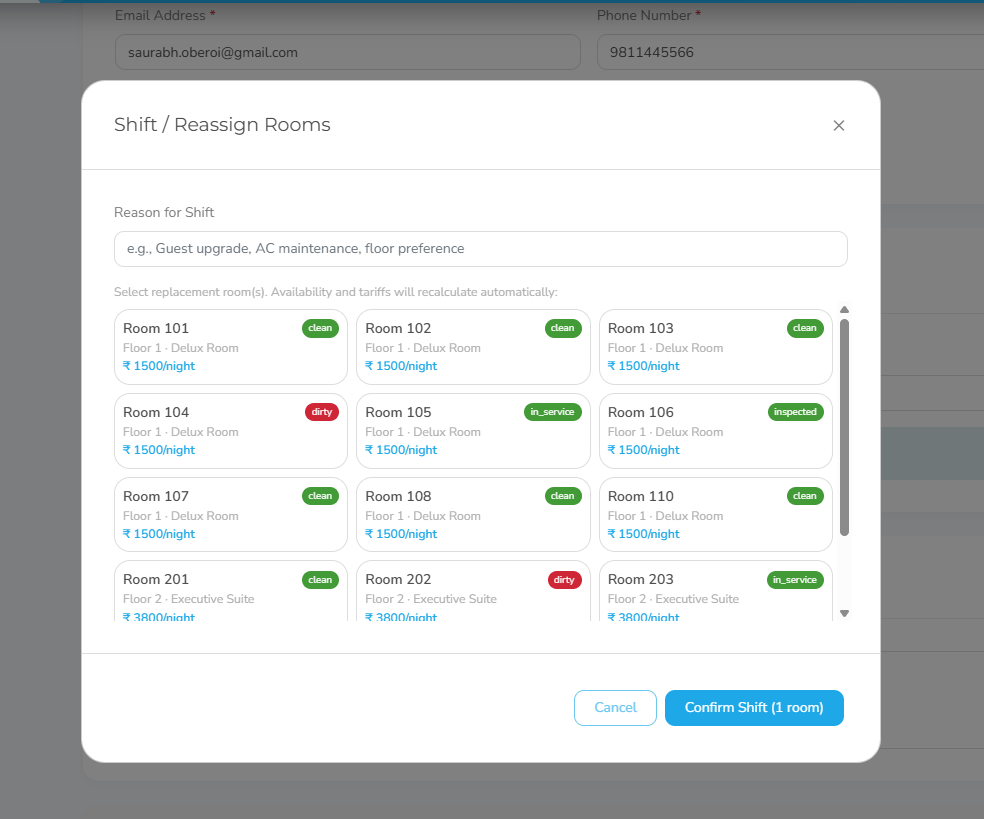 Email Address *
Phone Number *
saurabh.oberoi@gmail.com
9811445566
Shift / Reassign Rooms
Reason for Shift
e.g., Guest upgrade, AC maintenance, floor preference
Select replacement room(s). Availability and tariffs will recalculate automatically:
Room 101
clean
Floor 1 · Delux Room
₹ 1500/night
Room 102
clean
Floor 1 · Delux Room
₹ 1500/night
Room 103
clean
Floor 1 · Delux Room
₹ 1500/night
Room 104
dirty
Floor 1 · Delux Room
₹ 1500/night
Room 105
in_service
Floor 1 · Delux Room
₹ 1500/night
Room 106
inspected
Floor 1 · Delux Room
₹ 1500/night
Room 107
clean
Floor 1 · Delux Room
₹ 1500/night
Room 108
clean
Floor 1 · Delux Room
₹ 1500/night
Room 110
clean
Floor 1 · Delux Room
₹ 1500/night
Room 201
clean
Floor 2 · Executive Suite
₹ 3800/night
Room 202
dirty
Floor 2 · Executive Suite
₹ 3800/night
Room 203
in_service
Floor 2 · Executive Suite
₹ 3800/night
Cancel
Confirm Shift (1 room)